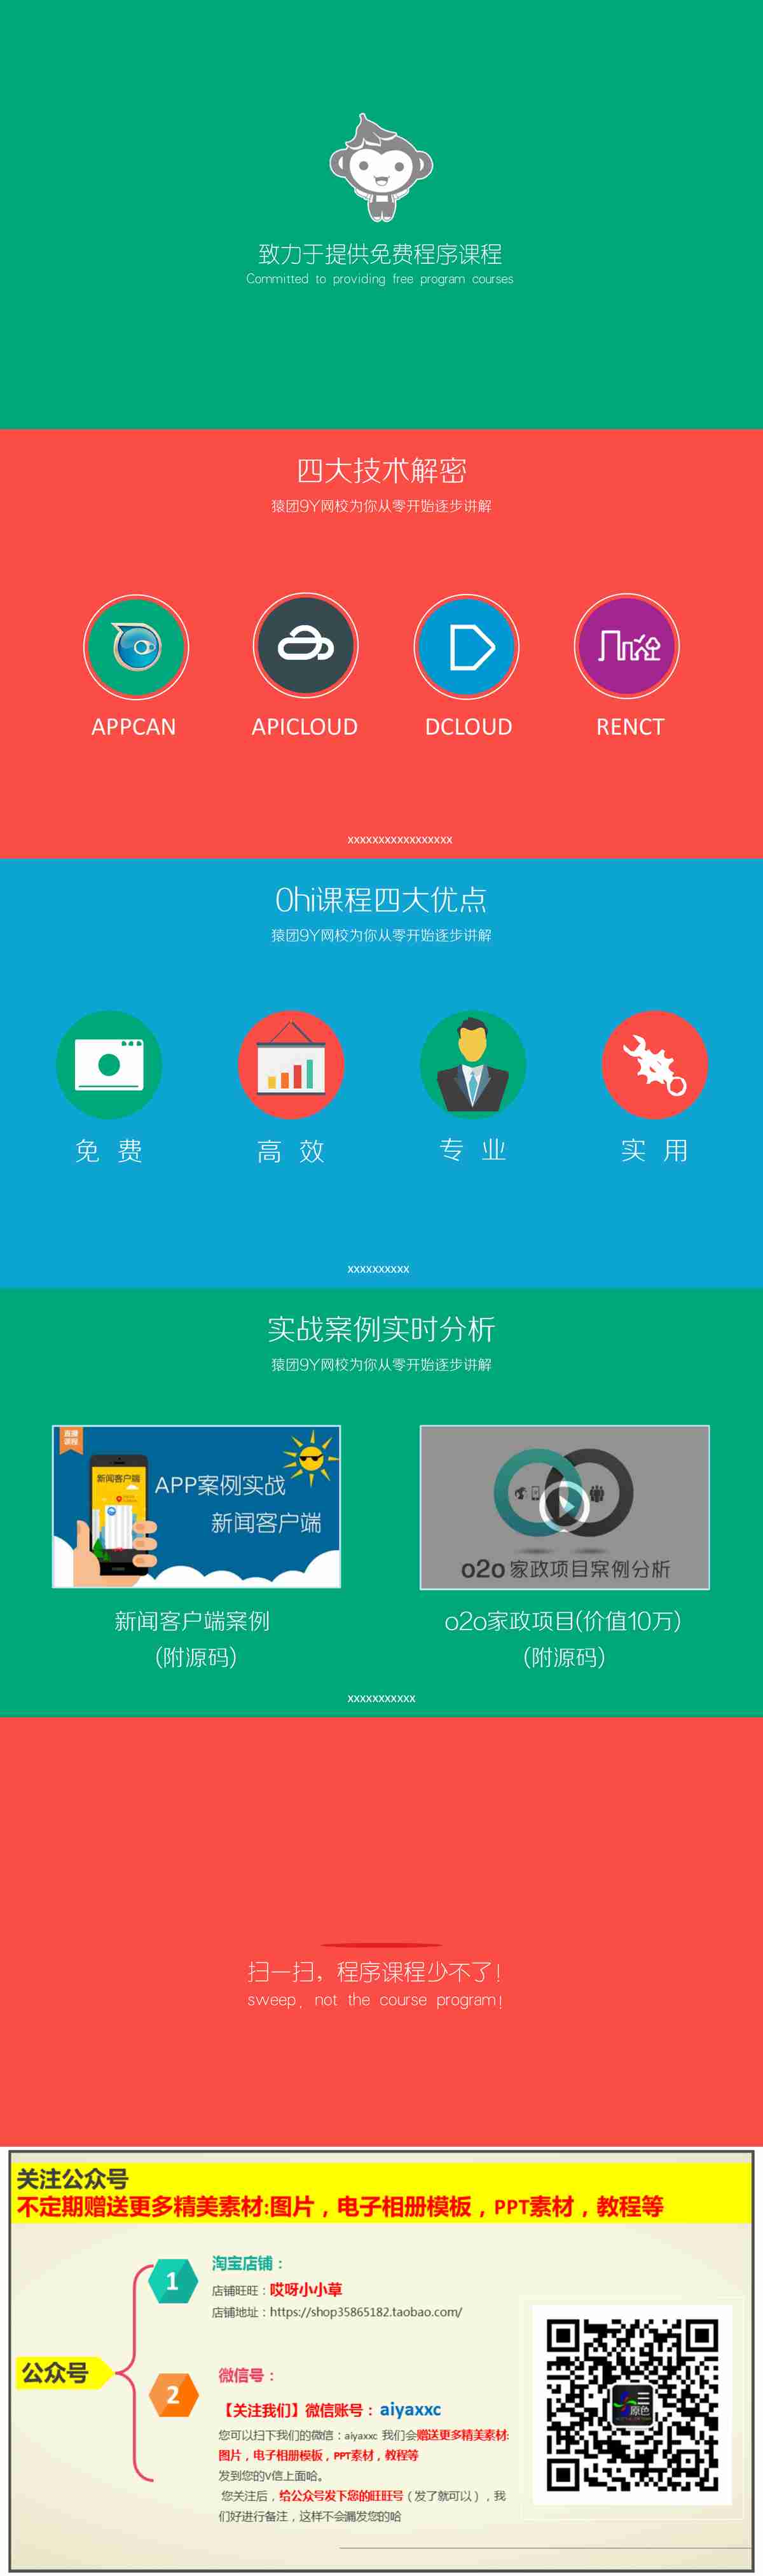 致力于提供免费程序课程
Committed to providing free program courses
四大技术解密
猿团9Y网校为你从零开始逐步讲解
APPCAN APICLOUD DCLOUD RENCT
xxxxxxxxxxxxxxxxx
Ohi课程四大优点
猿团9Y网校为你从零开始逐步讲解
免 费 高 效 专 业 实 用
xxxxxxxxxx
实战案例实时分析
猿团9Y网校为你从零开始逐步讲解
直播
课程
新闻客户端
APP案例实战
新闻客户端
o2o家政项目案例分析
新闻客户端案例
(附源码)
o2o家政项目(价值10万)
(附源码)
xxxxxxxxxxx
扫一扫，程序课程少不了!
sweep, not the course program!
关注公众号
不定期赠送更多精美素材:图片，电子相册模板，PPT素材，教程等
公众号
1
淘宝店铺：
店铺旺旺：哎呀小小草
店铺地址：https://shop35865182.taobao.com/
2
微信号：
【关注我们】微信账号：aiyaxxc
您可以扫下我们的微信：aiyaxxc 我们会赠送更多精美素材:
图片，电子相册模板，PPT素材，教程等
发到您的V信上面哈。
您关注后，给公众号发下您的旺旺号（发了就可以），我
们好进行备注，这样不会漏发您的哈
原色